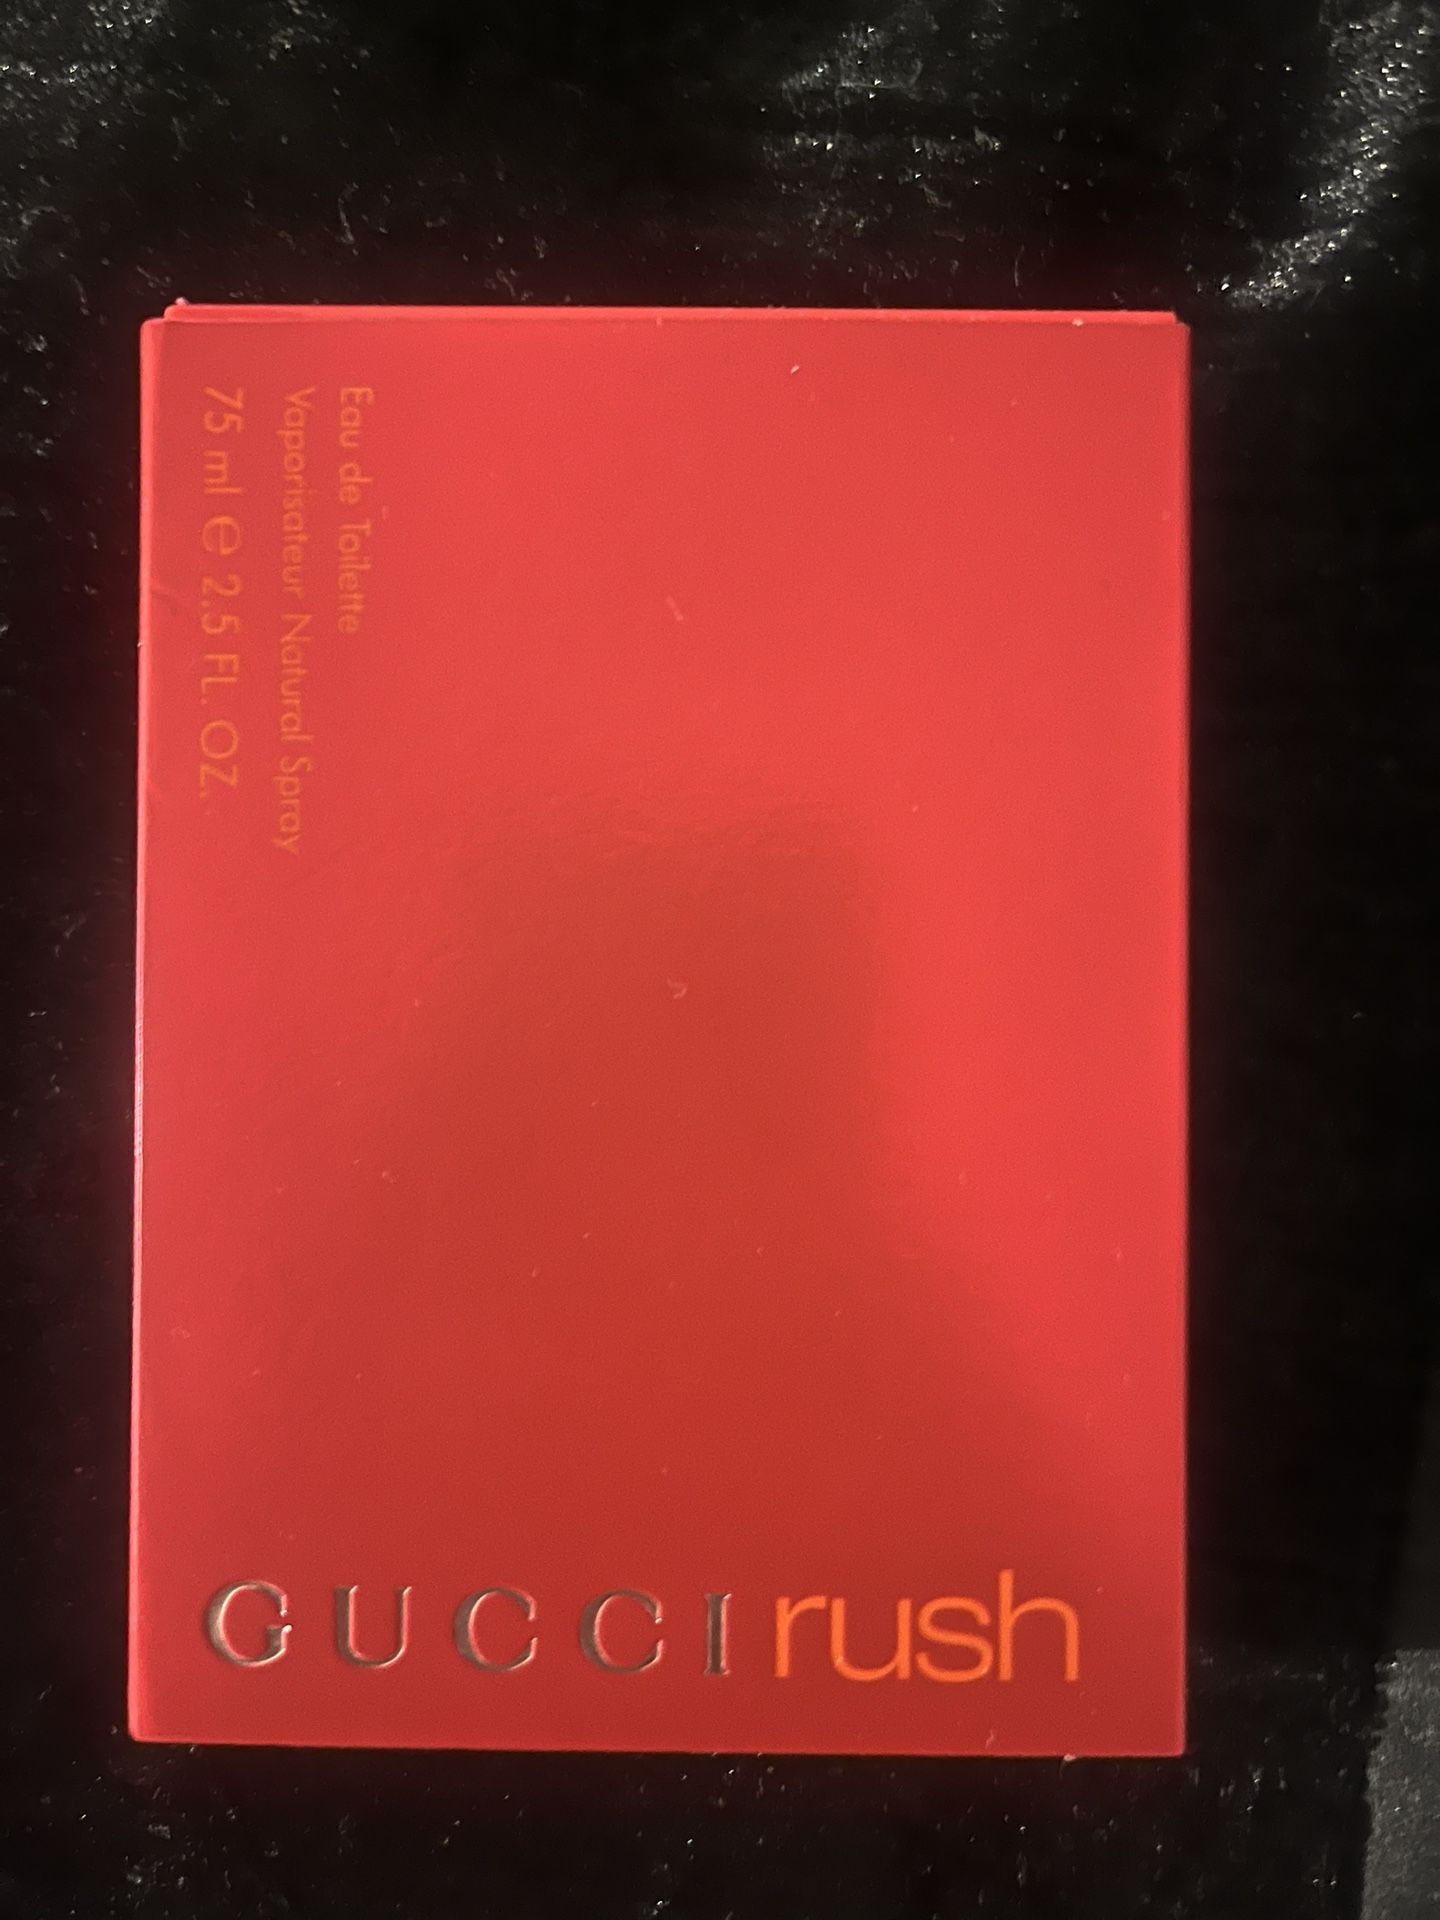 Eau de Toilette
Vaporisateur Natural Spray
75 ml ℮ 2.5 FL. OZ.
GUCCI rush